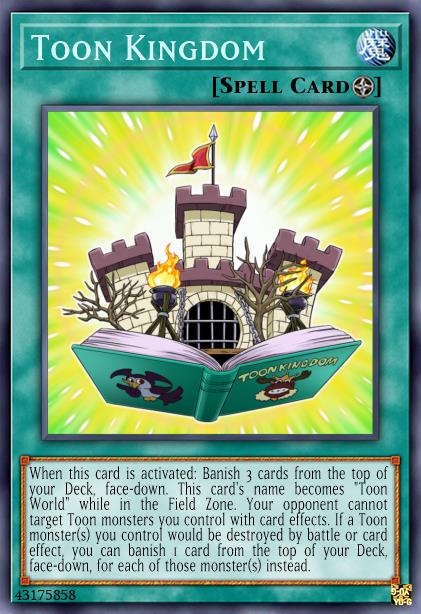 Toon Kingdom
魔
[Spell Card]
TOON KINGDOM
When this card is activated: Banish 3 cards from the top of
your Deck, face-down. This card's name becomes "Toon
World" while in the Field Zone. Your opponent cannot
target Toon monsters you control with card effects. If a Toon
monster(s) you control would be destroyed by battle or card
effect, you can banish 1 card from the top of your Deck,
face-down, for each of those monster(s) instead.
43175858